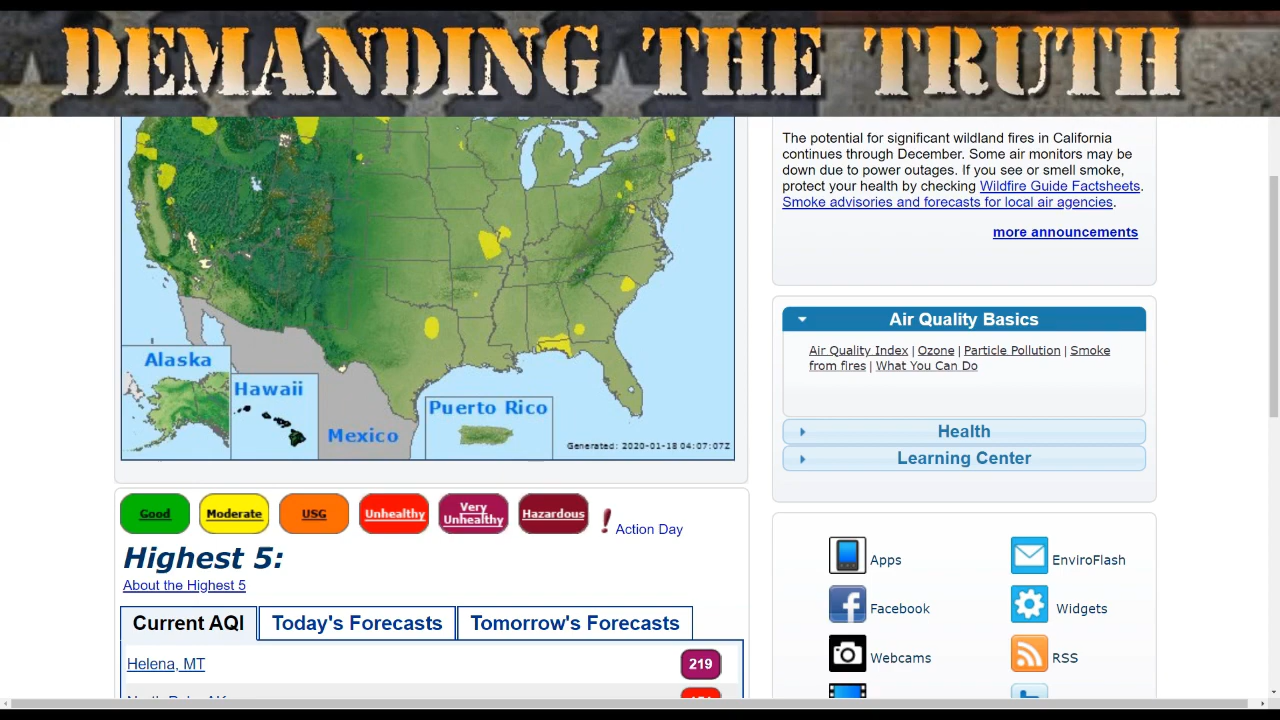 DEMANDING THE TRUTH
The potential for significant wildland fires in California
continues through December. Some air monitors may be
down due to power outages. If you see or smell smoke,
protect your health by checking Wildfire Guide Factsheets.
Smoke advisories and forecasts for local air agencies.
more announcements
Alaska
Hawaii
Mexico
Puerto Rico
Generated: 2020-01-18 04:07:07Z
Air Quality Basics
Air Quality Index | Ozone | Particle Pollution | Smoke
from fires | What You Can Do
Health
Learning Center
Good
Moderate
USG
Unhealthy
Very
Unhealthy
Hazardous
! Action Day
Highest 5:
About the Highest 5
Current AQI
Today's Forecasts
Tomorrow's Forecasts
Helena, MT
219
Apps
EnviroFlash
Facebook
Widgets
Webcams
RSS